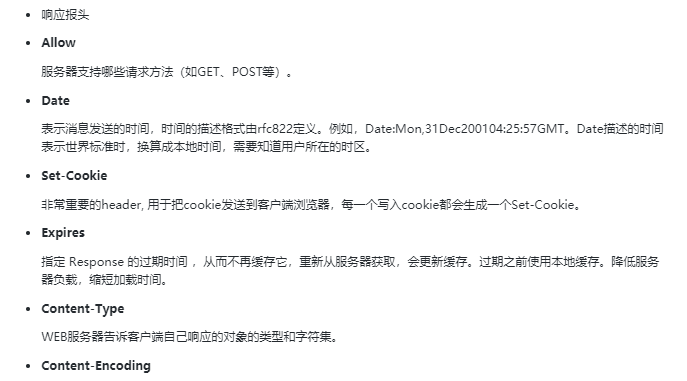 响应报头
Allow
服务器支持哪些请求方法（如GET、POST等）。
Date
表示消息发送的时间，时间的描述格式由rfc822定义。例如，Date:Mon,31Dec200104:25:57GMT。Date描述的时间
表示世界标准时，换算成本地时间，需要知道用户所在的时区。
Set-Cookie
非常重要的header, 用于把cookie发送到客户端浏览器，每一个写入cookie都会生成一个Set-Cookie。
Expires
指定 Response 的过期时间 ，从而不再缓存它，重新从服务器获取，会更新缓存。过期之前使用本地缓存。降低服务
器负载，缩短加载时间。
Content-Type
WEB服务器告诉客户端自己响应的对象的类型和字符集。
Content-Encoding